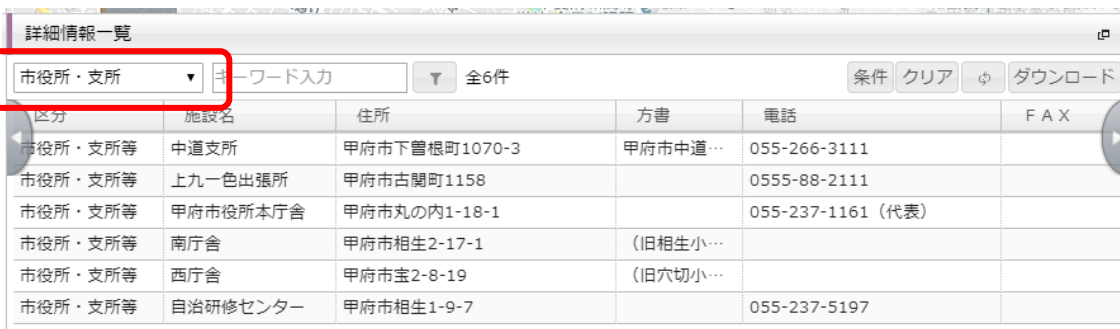 詳細情報一覧
市役所・支所 ▼ キーワード入力 全6件 条件 クリア ダウンロード
区分 施設名 住所 方書 電話 ＦＡＸ
市役所・支所等 中道支所 甲府市下曽根町1070-3 甲府市中道… 055-266-3111
市役所・支所等 上九一色出張所 甲府市古関町1158 0555-88-2111
市役所・支所等 甲府市役所本庁舎 甲府市丸の内1-18-1 055-237-1161（代表）
市役所・支所等 南庁舎 甲府市相生2-17-1 （旧相生小…
市役所・支所等 西庁舎 甲府市宝2-8-19 （旧穴切小…
市役所・支所等 自治研修センター 甲府市相生1-9-7 055-237-5197